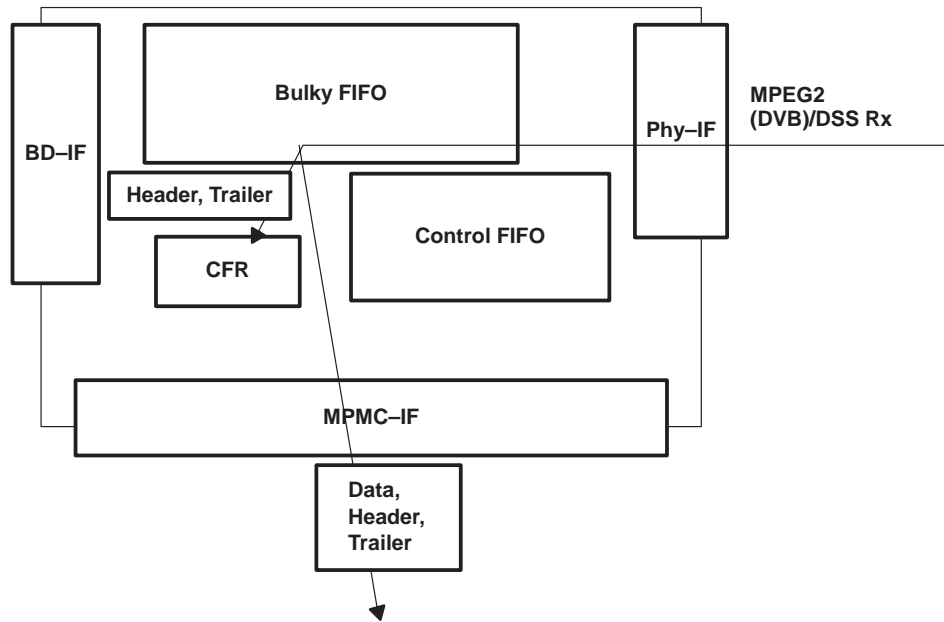 Bulky FIFO
MPEG2
(DVB)/DSS Rx
Phy–IF
BD–IF
Header, Trailer
Control FIFO
CFR
MPMC–IF
Data,
Header,
Trailer